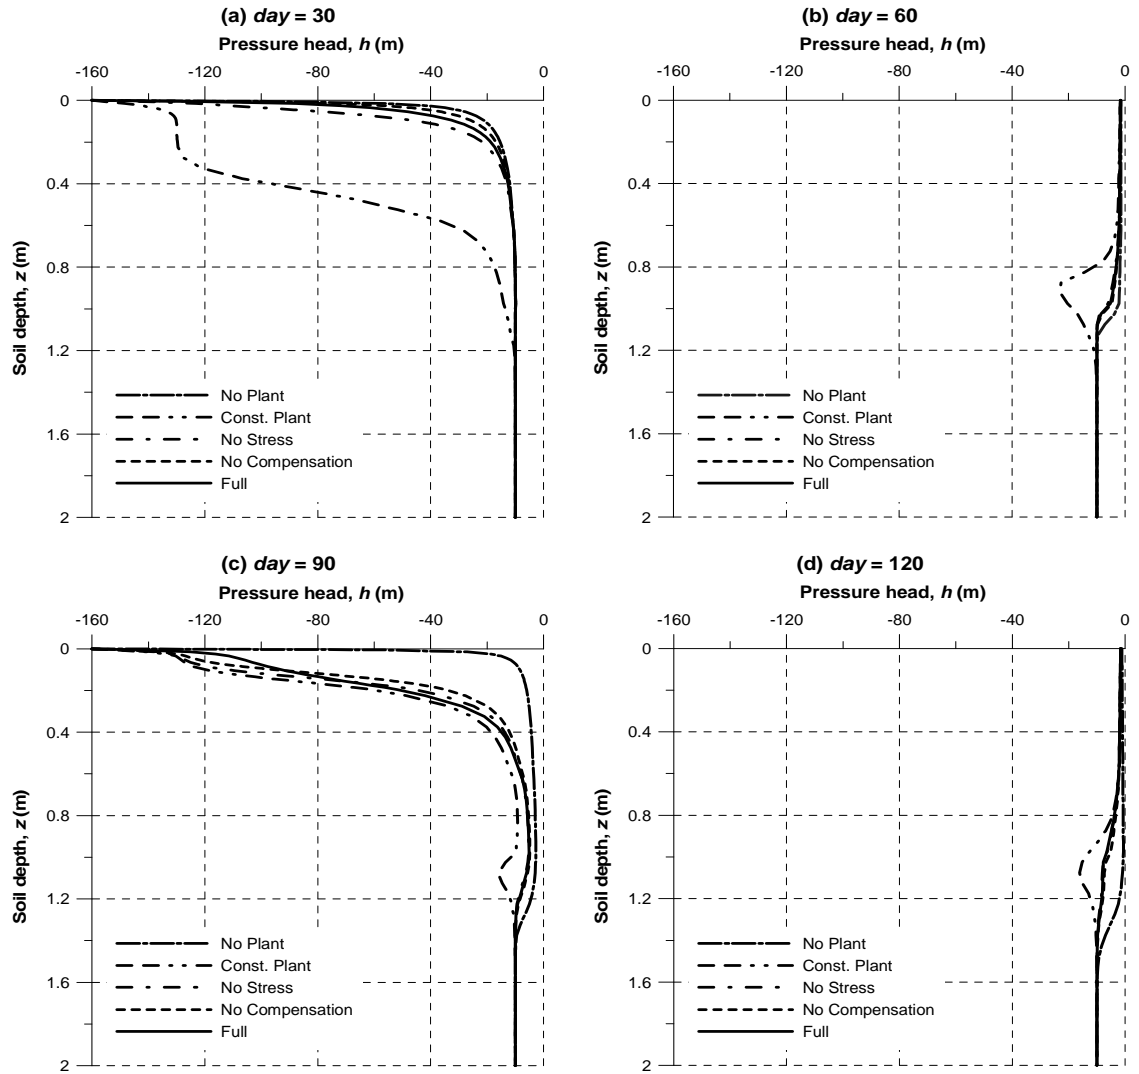 (a) day = 30
Pressure head, h (m)
-160 -120 -80 -40 0
0
0.4
0.8
1.2
1.6
2
Soil depth, z (m)
No Plant
Const. Plant
No Stress
No Compensation
Full
(b) day = 60
Pressure head, h (m)
-160 -120 -80 -40 0
0
0.4
0.8
1.2
1.6
2
Soil depth, z (m)
No Plant
Const. Plant
No Stress
No Compensation
Full
(c) day = 90
Pressure head, h (m)
-160 -120 -80 -40 0
0
0.4
0.8
1.2
1.6
2
Soil depth, z (m)
No Plant
Const. Plant
No Stress
No Compensation
Full
(d) day = 120
Pressure head, h (m)
-160 -120 -80 -40 0
0
0.4
0.8
1.2
1.6
2
Soil depth, z (m)
No Plant
Const. Plant
No Stress
No Compensation
Full